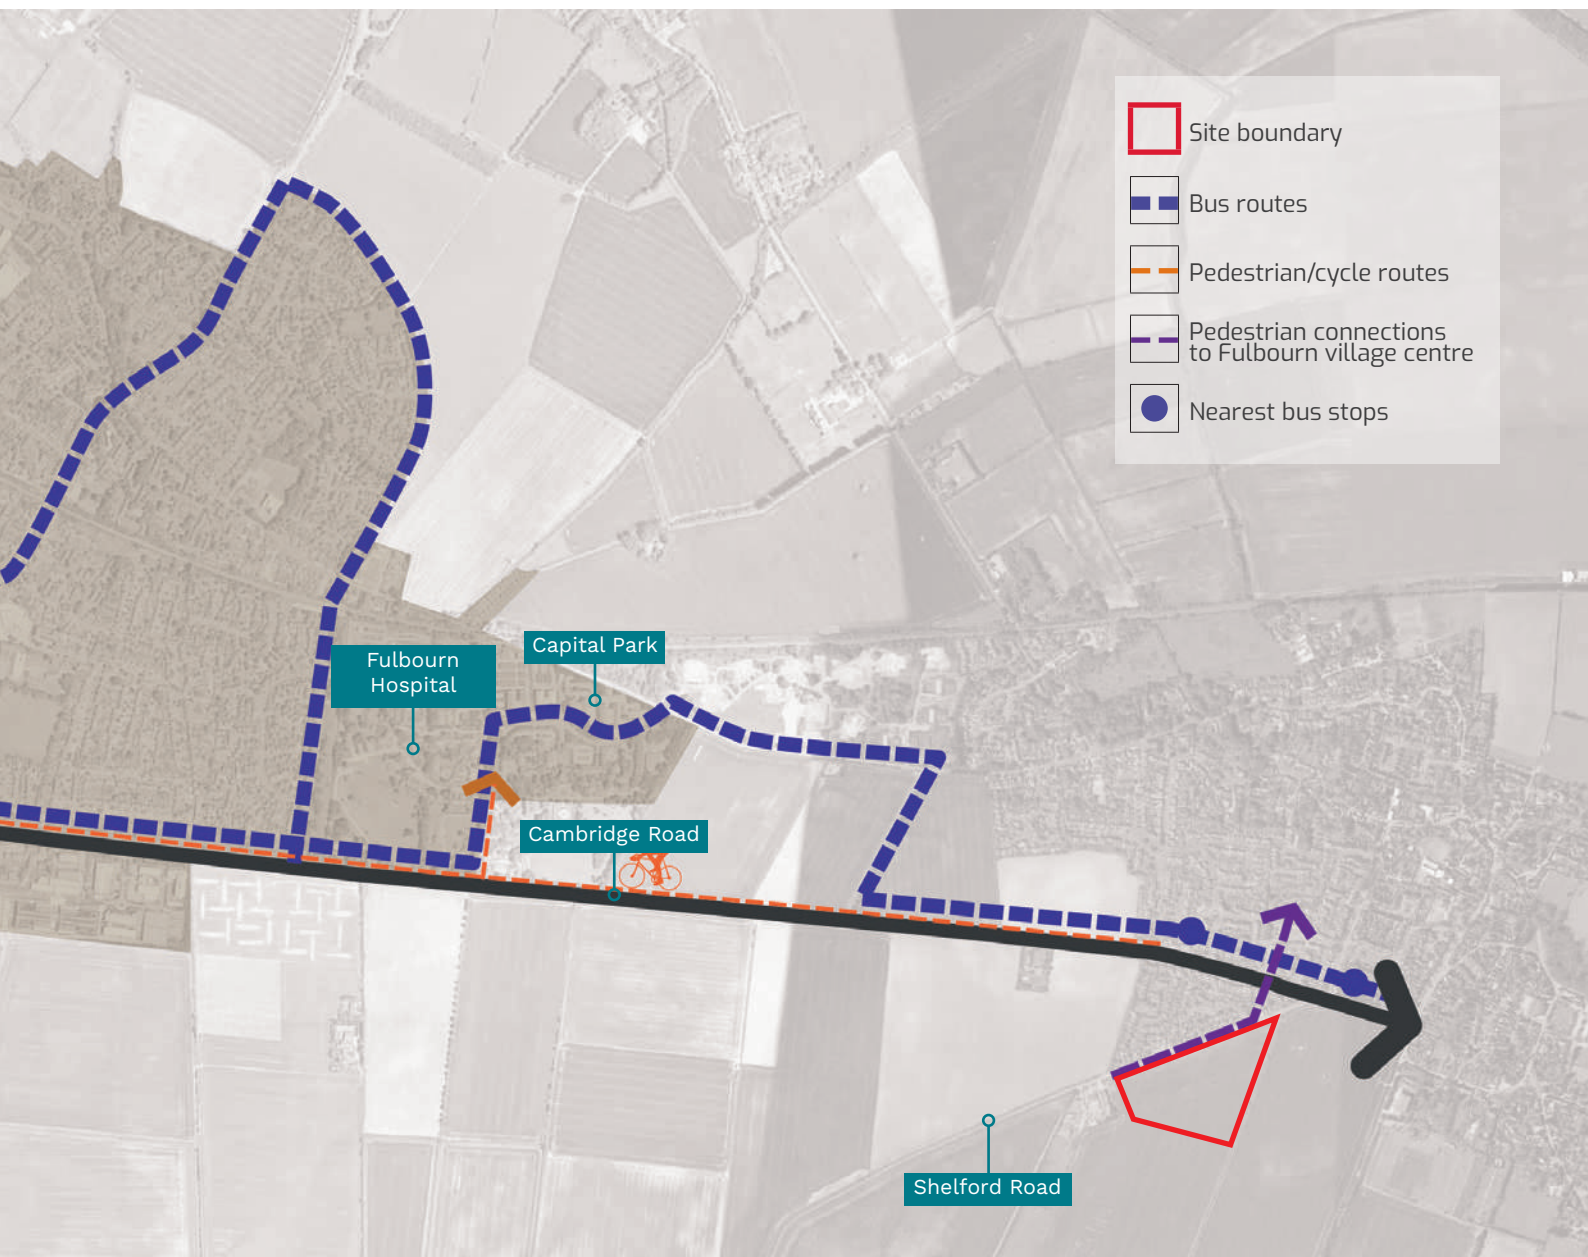 Site boundary
Bus routes
Pedestrian/cycle routes
Pedestrian connections
to Fulbourn village centre
Nearest bus stops
Capital Park
Fulbourn
Hospital
Cambridge Road
Shelford Road